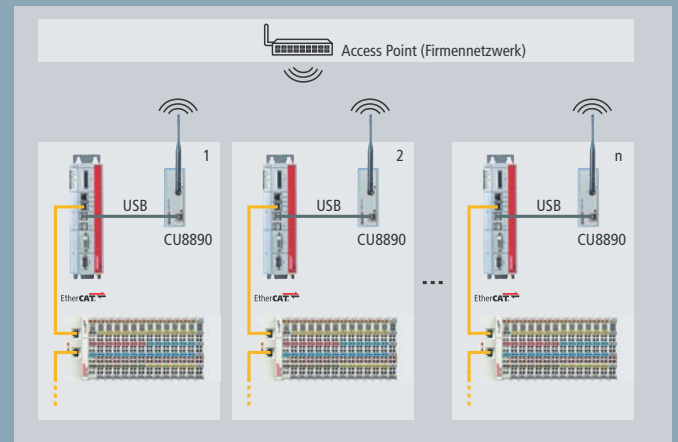 Access Point (Firmennetzwerk)
1
USB
CU8890
EtherCAT
2
USB
CU8890
EtherCAT
...
n
USB
CU8890
EtherCAT